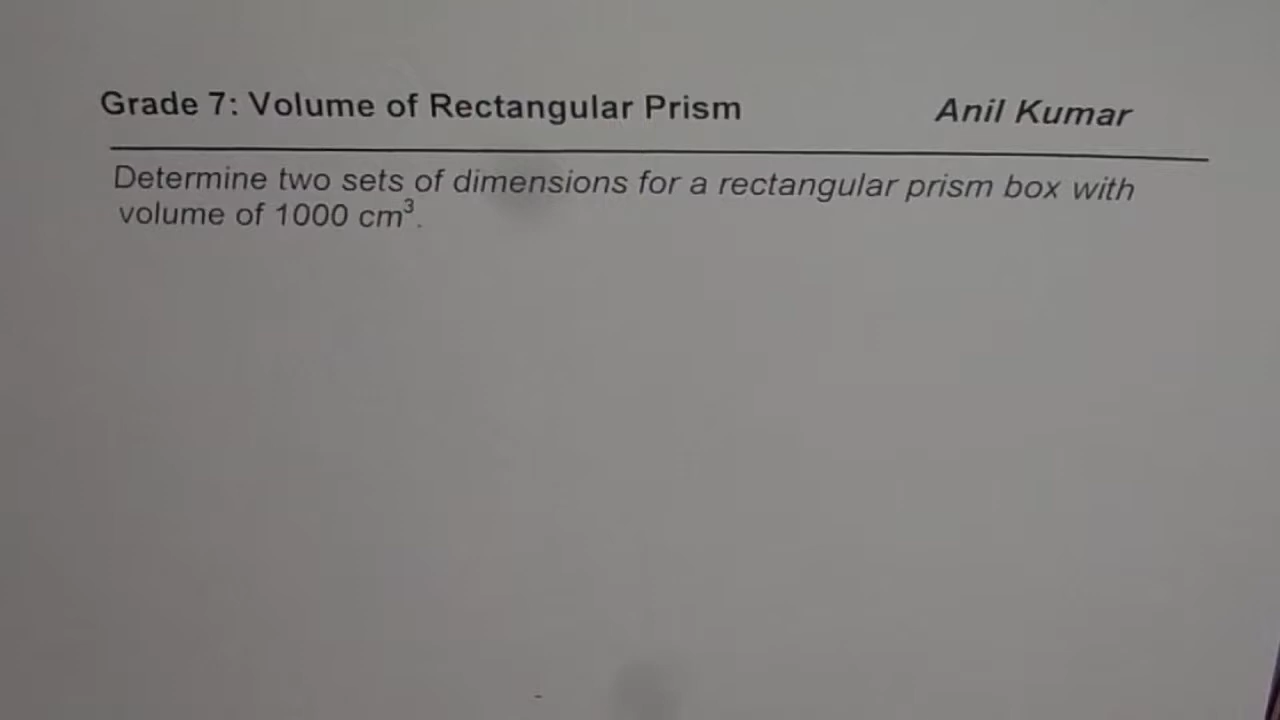 Grade 7: Volume of Rectangular Prism Anil Kumar
Determine two sets of dimensions for a rectangular prism box with
volume of 1000 cm³.